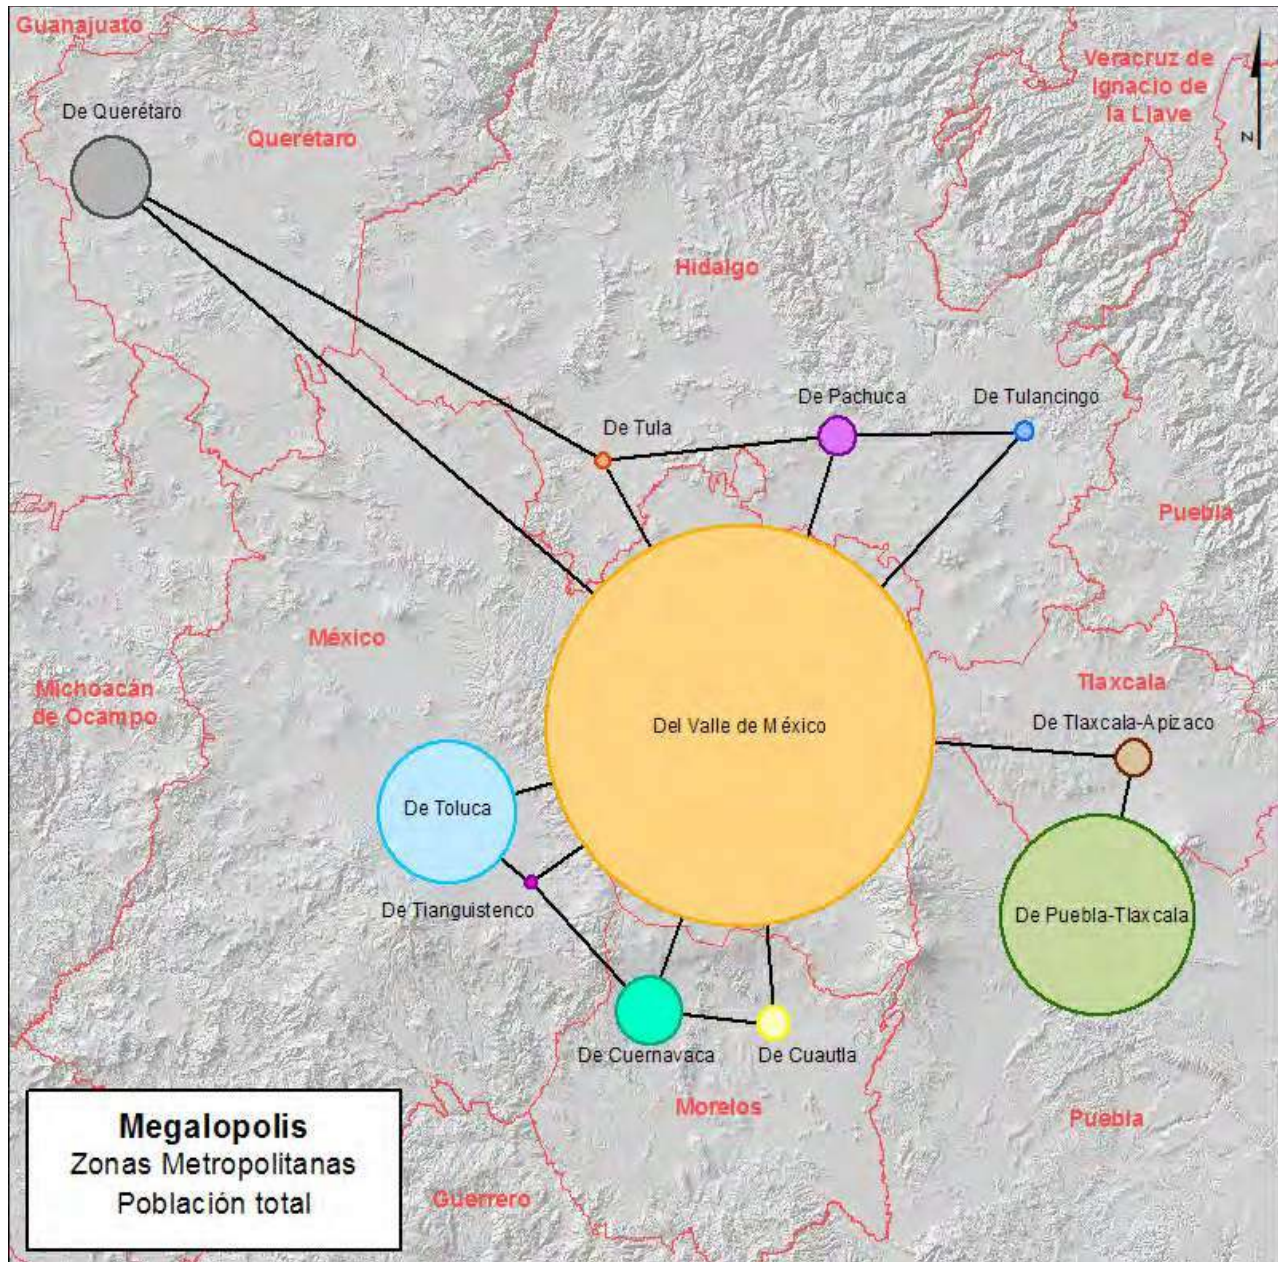 Guanajuato
Veracruz de
Ignacio de
la Llave
N
De Querétaro
Querétaro
Hidalgo
De Pachuca
De Tulancingo
De Tula
Puebla
México
Michoacán
de Ocampo
Tlaxcala
De Tlaxcala-Apizaco
Del Valle de México
De Toluca
De Tianguistenco
De Puebla-Tlaxcala
De Cuernavaca
De Cuautla
Morelos
Puebla
Guerrero
Megalopolis
Zonas Metropolitanas
Población total